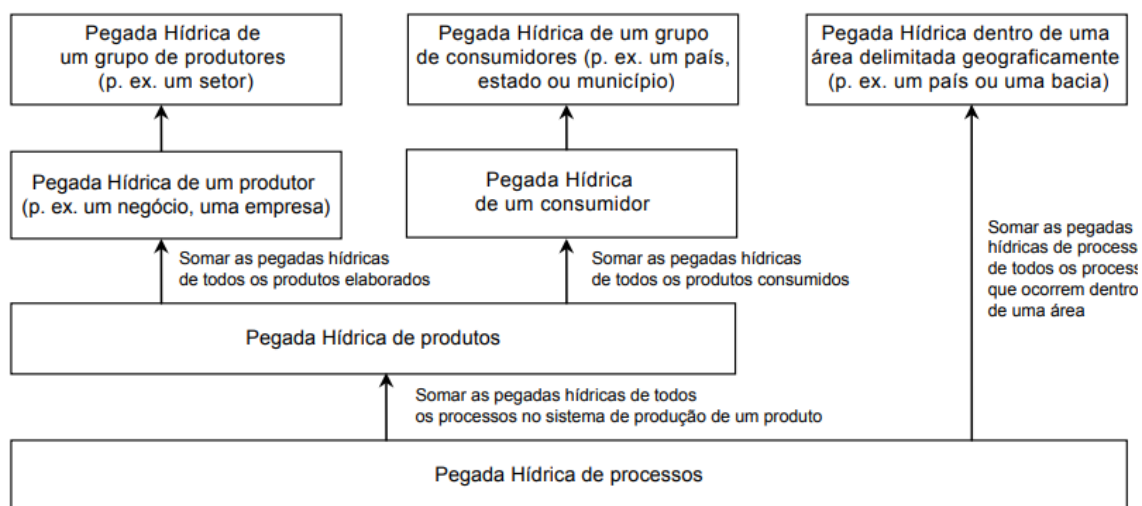 Pegada Hídrica de
um grupo de produtores
(p. ex. um setor)
Pegada Hídrica de um grupo
de consumidores (p. ex. um país,
estado ou município)
Pegada Hídrica dentro de uma
área delimitada geograficamente
(p. ex. um país ou uma bacia)
Pegada Hídrica de um produtor
(p. ex. um negócio, uma empresa)
Pegada Hídrica
de um consumidor
Somar as pegadas hídricas
de todos os produtos elaborados
Somar as pegadas hídricas
de todos os produtos consumidos
Somar as pegadas
hídricas de process
de todos os process
que ocorrem dentro
de uma área
Pegada Hídrica de produtos
Somar as pegadas hídricas de todos
os processos no sistema de produção de um produto
Pegada Hídrica de processos